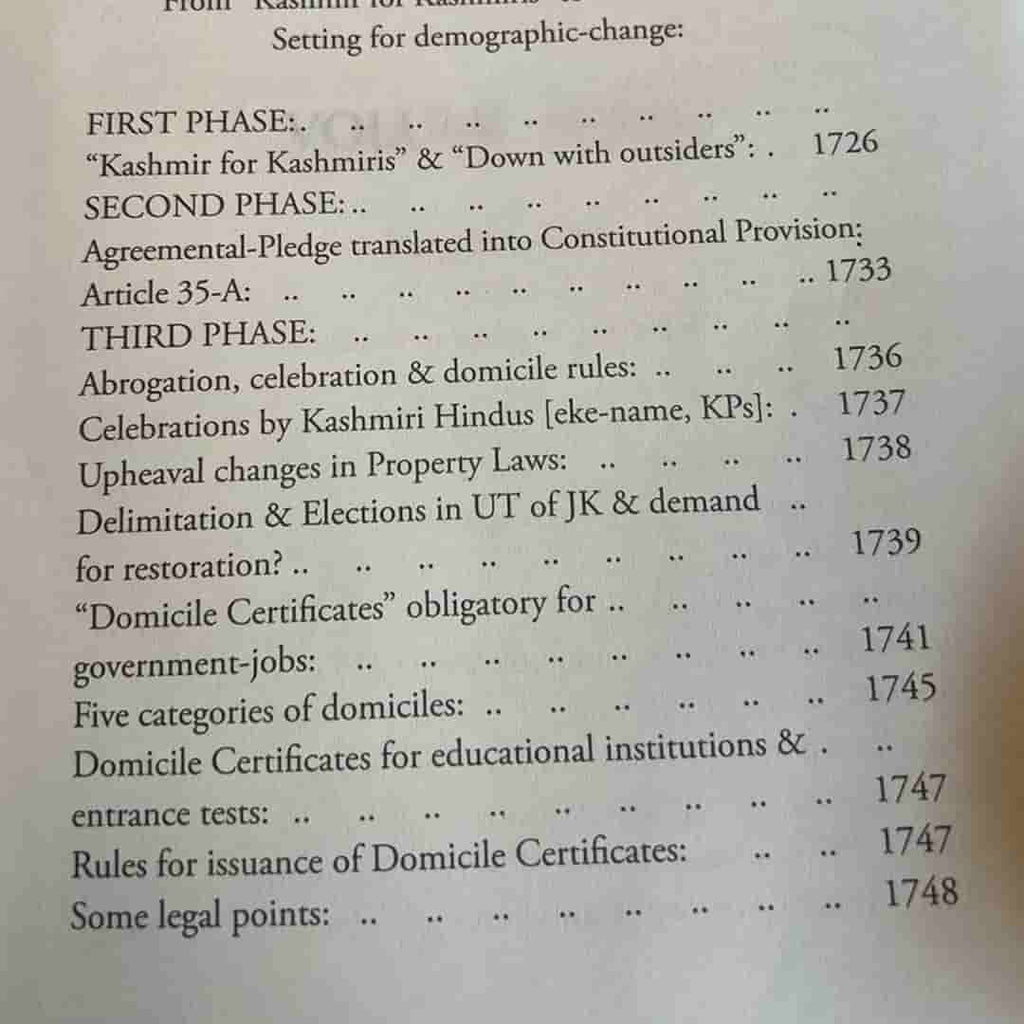 From "Kashmir for Kashmiris"
Setting for demographic-change:
FIRST PHASE:. .. .. .. .. .. .. .. .. ..
"Kashmir for Kashmiris" & "Down with outsiders": . 1726
SECOND PHASE: .. .. .. .. .. .. .. .. ..
Agreemental-Pledge translated into Constitutional Provision:
Article 35-A: .. .. .. .. .. .. .. .. .. .. 1733
THIRD PHASE: .. .. .. .. .. .. .. .. ..
Abrogation, celebration & domicile rules: .. .. .. 1736
Celebrations by Kashmiri Hindus [eke-name, KPs]: . 1737
Upheaval changes in Property Laws: .. .. .. .. 1738
Delimitation & Elections in UT of JK & demand ..
for restoration? .. .. .. .. .. .. .. .. .. 1739
"Domicile Certificates" obligatory for .. .. .. .. ..
government-jobs: .. .. .. .. .. .. .. .. 1741
Five categories of domiciles: .. .. .. .. .. .. 1745
Domicile Certificates for educational institutions & . ..
entrance tests: .. .. .. .. .. .. .. .. .. 1747
Rules for issuance of Domicile Certificates: .. .. 1747
Some legal points: .. .. .. .. .. .. .. .. 1748